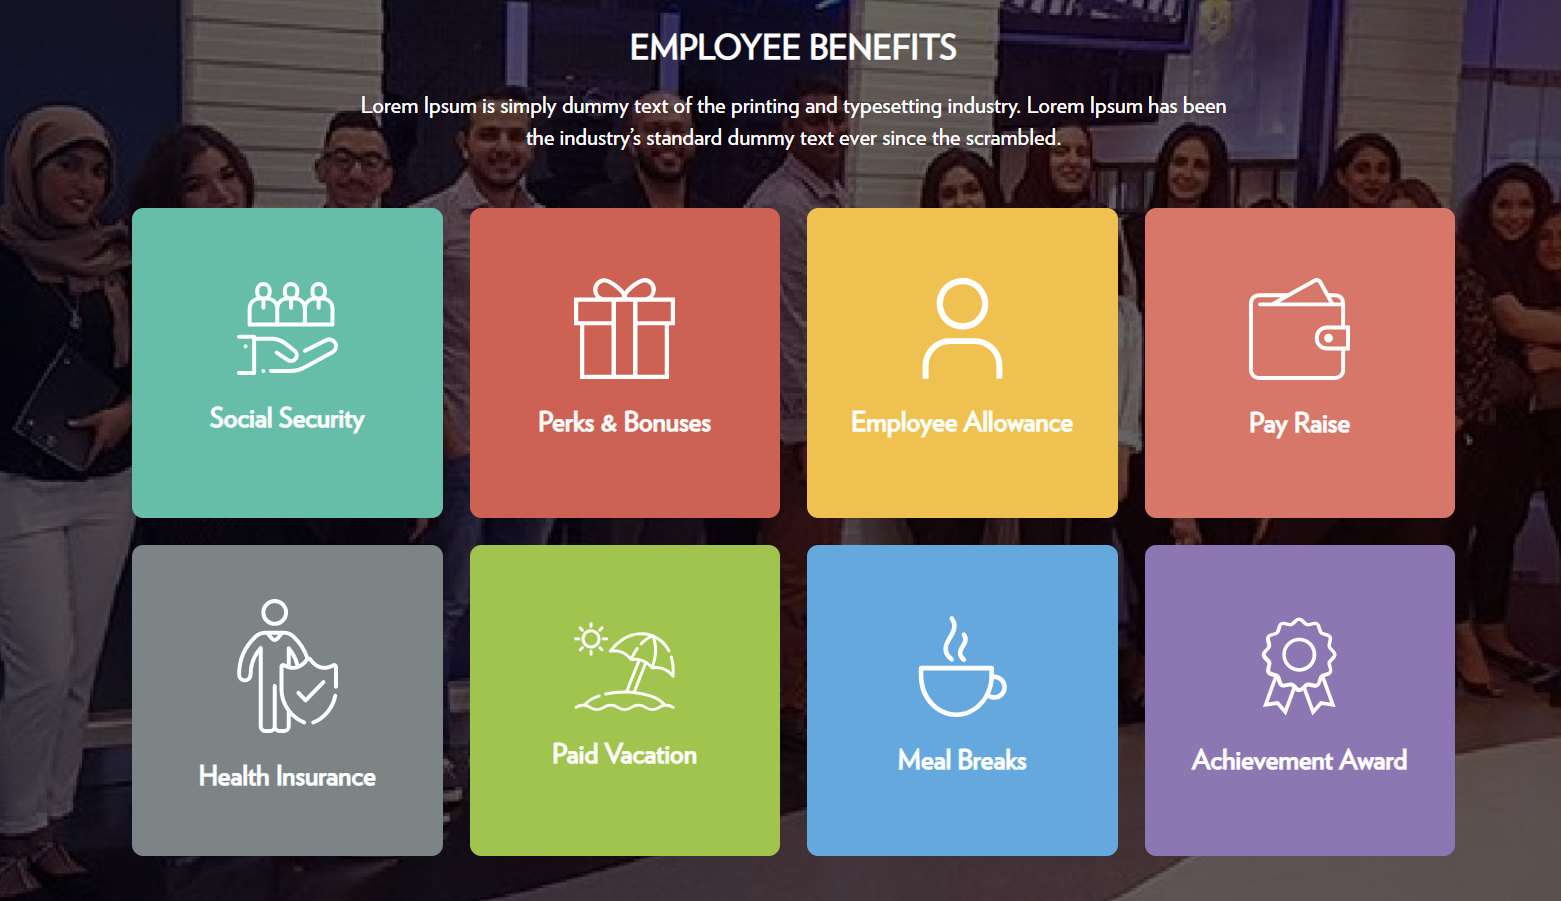 EMPLOYEE BENEFITS
Lorem Ipsum is simply dummy text of the printing and typesetting industry. Lorem Ipsum has been
the industry’s standard dummy text ever since the scrambled.
Social Security
Perks & Bonuses
Employee Allowance
Pay Raise
Health Insurance
Paid Vacation
Meal Breaks
Achievement Award